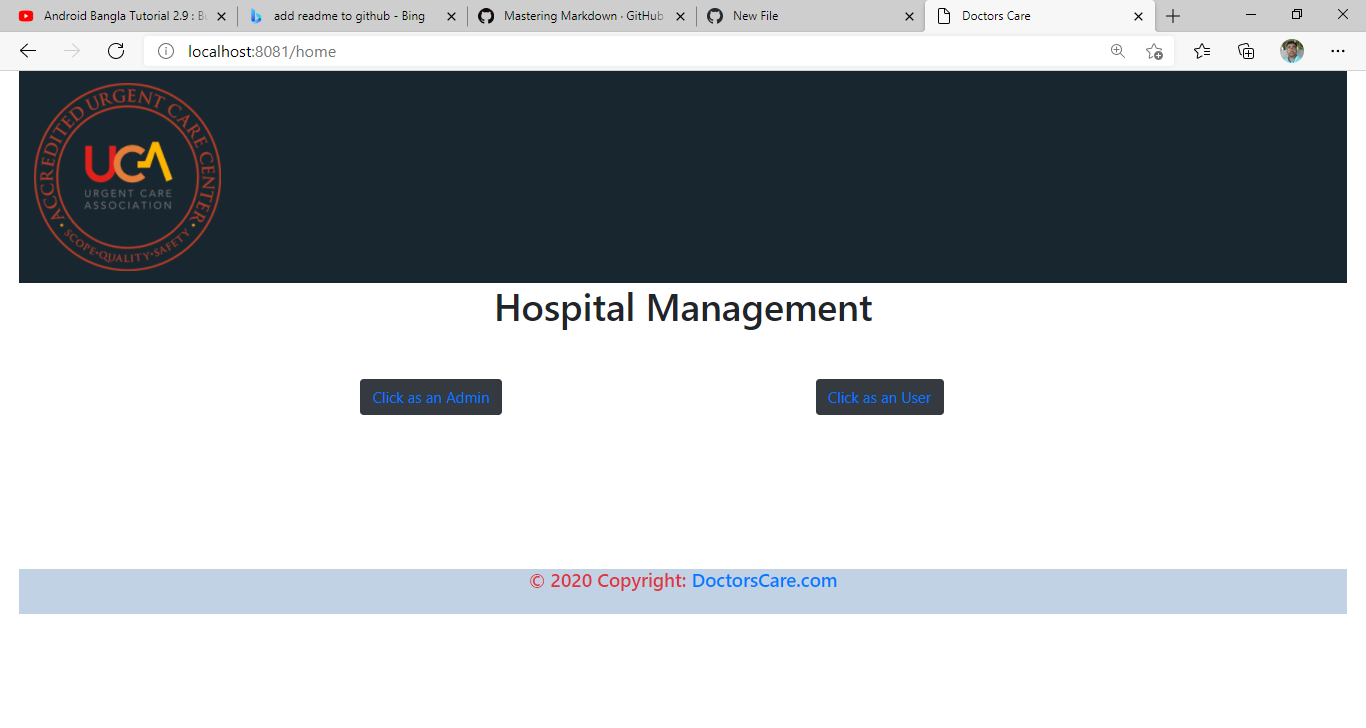 Android Bangla Tutorial 2.9 : B
add readme to github - Bing
Mastering Markdown · GitHub
New File
Doctors Care
localhost:8081/home
ACCREDITED URGENT CARE CENTER
UCA
URGENT CARE
ASSOCIATION
• SCOPE•QUALITY•SAFETY •
Hospital Management
Click as an Admin
Click as an User
© 2020 Copyright: DoctorsCare.com